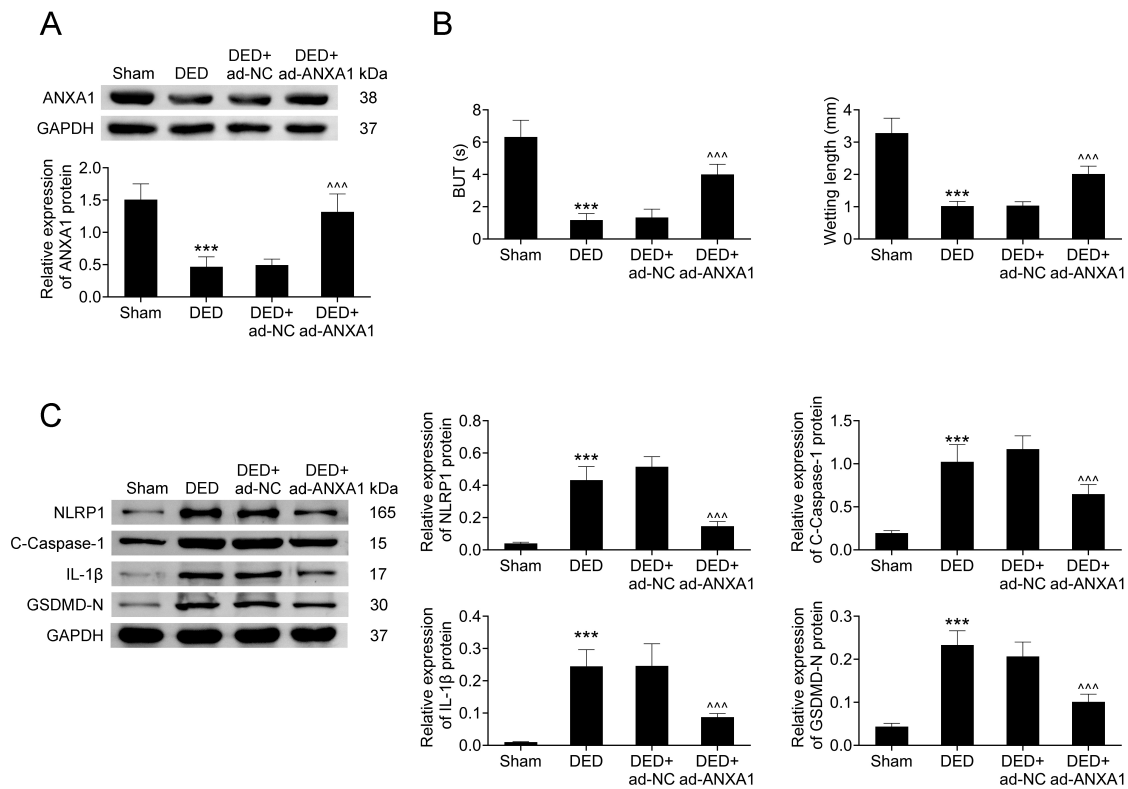 A
Sham DED DED+ ad-NC DED+ ad-ANXA1 kDa
ANXA1 38
GAPDH 37
Relative expression
of ANXA1 protein
2.0
1.5
1.0
0.5
0.0
***
^^^
Sham DED DED+ DED+
ad-NC ad-ANXA1
B
BUT (s)
8
6
4
2
0
***
^^^
Sham DED DED+ DED+
ad-NC ad-ANXA1
Wetting length (mm)
4
3
2
1
0
***
^^^
Sham DED DED+ DED+
ad-NC ad-ANXA1
C
Sham DED DED+ ad-NC DED+ ad-ANXA1 kDa
NLRP1 165
C-Caspase-1 15
IL-1β 17
GSDMD-N 30
GAPDH 37
Relative expression
of NLRP1 protein
0.8
0.6
0.4
0.2
0.0
***
^^^
Sham DED DED+ DED+
ad-NC ad-ANXA1
Relative expression
of C-Caspase-1 protein
1.5
1.0
0.5
0.0
***
^^^
Sham DED DED+ DED+
ad-NC ad-ANXA1
Relative expression
of IL-1β protein
0.4
0.3
0.2
0.1
0.0
***
^^^
Sham DED DED+ DED+
ad-NC ad-ANXA1
Relative expression
of GSDMD-N protein
0.3
0.2
0.1
0.0
***
^^^
Sham DED DED+ DED+
ad-NC ad-ANXA1